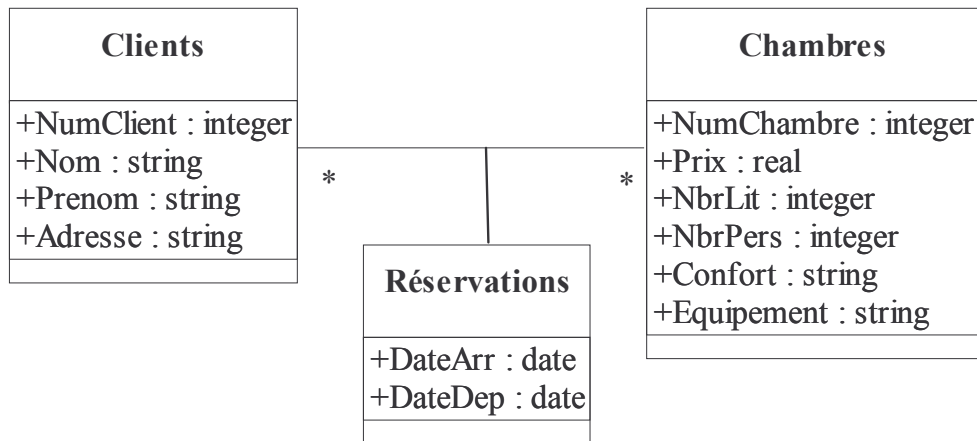 Clients
+NumClient : integer
+Nom : string
+Prenom : string
+Adresse : string
*
*
Chambres
+NumChambre : integer
+Prix : real
+NbrLit : integer
+NbrPers : integer
+Confort : string
+Equipement : string
Réservations
+DateArr : date
+DateDep : date